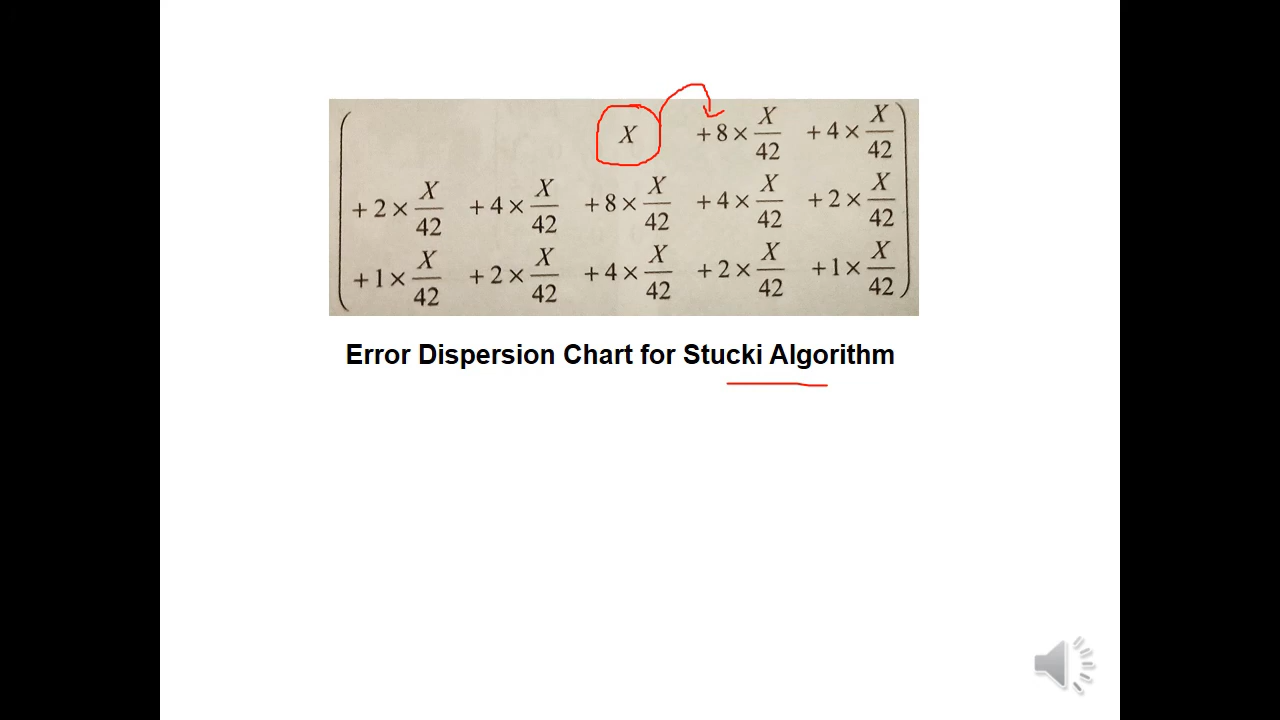 X +8×X/42 +4×X/42
+2×X/42 +4×X/42 +8×X/42 +4×X/42 +2×X/42
+1×X/42 +2×X/42 +4×X/42 +2×X/42 +1×X/42
Error Dispersion Chart for Stucki Algorithm